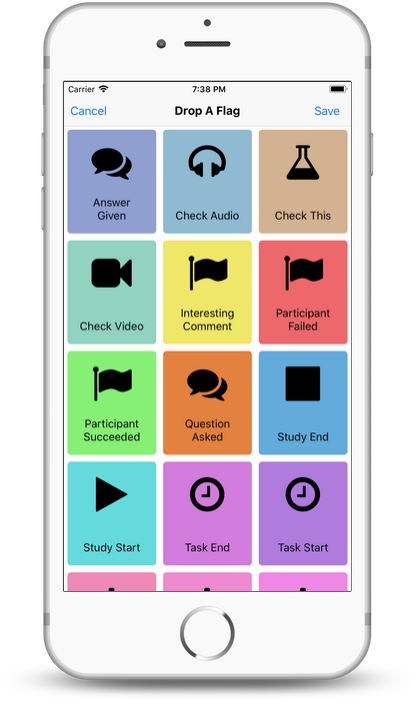 Carrier 7:38 PM
Cancel Drop A Flag Save
Answer
Given
Check Audio
Check This
Check Video
Interesting
Comment
Participant
Failed
Participant
Succeeded
Question
Asked
Study End
Study Start
Task End
Task Start